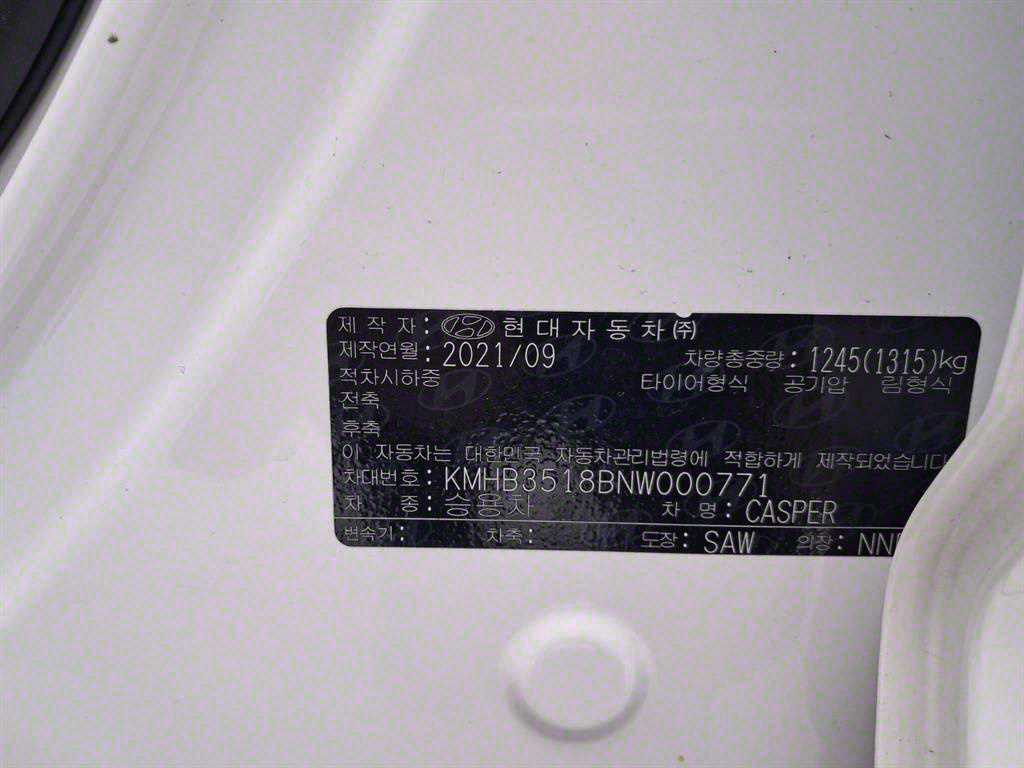 제 작 자 : 현대자동차㈜
제작연월 : 2021/09 차량총중량 : 1245(1315)kg
적차시하중 타이어형식 공기압 림형식
전축
후축
이 자동차는 대한민국 자동차관리법령에 적합하게 제작되었습니다
차대번호 : KMHB3518BNW000771
차 종 : 승용차 차 명 : CASPER
변속기 : 차축 : 도장 : SAW 의장 :